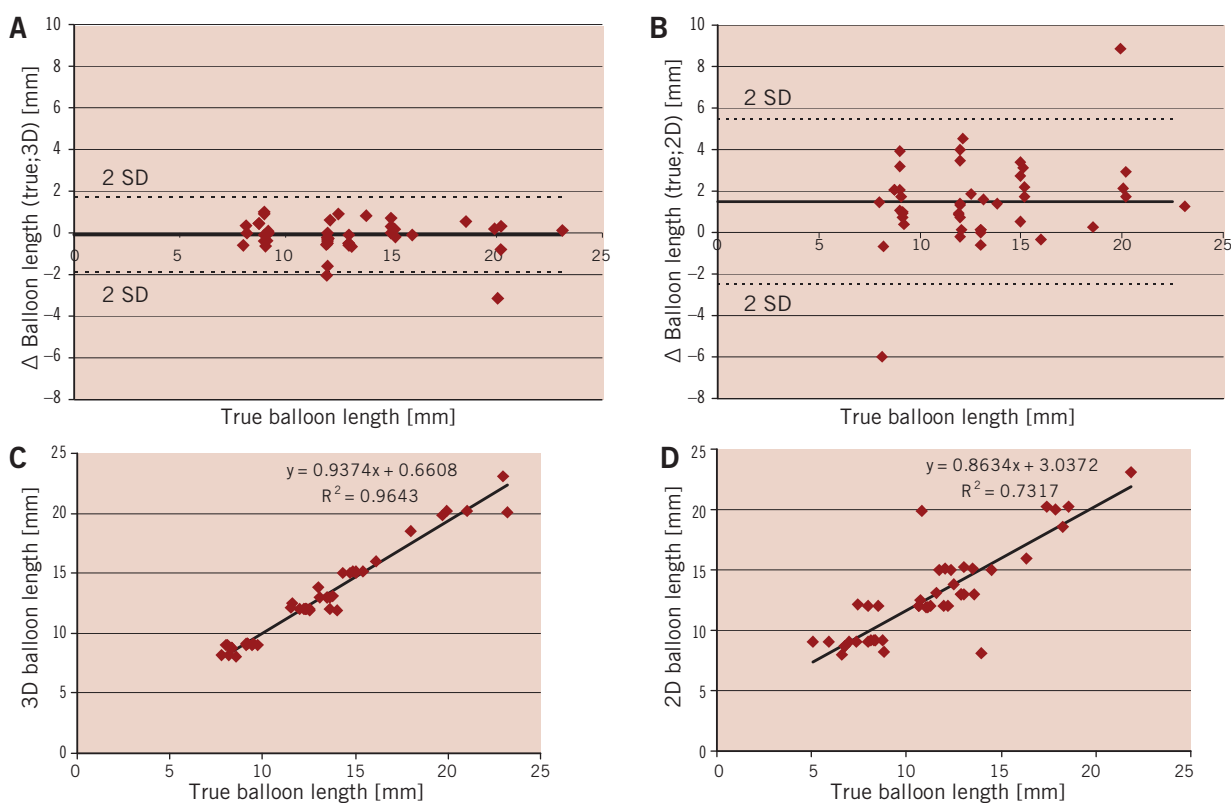 A
Δ Balloon length (true;3D) [mm]
10
8
6
4
2
0
−2
−4
−6
−8
2 SD
2 SD
0
5
10
15
20
25
True balloon length [mm]
B
Δ Balloon length (true;2D) [mm]
10
8
6
4
2
0
−2
−4
−6
−8
2 SD
2 SD
0
5
10
15
20
25
True balloon length [mm]
C
3D balloon length [mm]
25
20
15
10
5
0
y = 0.9374x + 0.6608
R² = 0.9643
0
5
10
15
20
25
True balloon length [mm]
D
2D balloon length [mm]
25
20
15
10
5
0
y = 0.8634x + 3.0372
R² = 0.7317
0
5
10
15
20
25
True balloon length [mm]